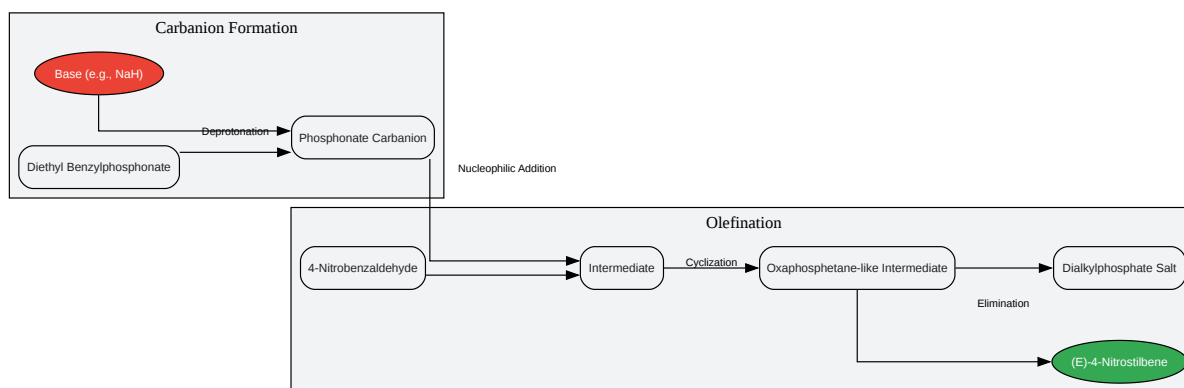 Carbanion Formation
Base (e.g., NaH)
Deprotonation
Phosphonate Carbanion
Diethyl Benzylphosphonate
Nucleophilic Addition
Olefination
4-Nitrobenzaldehyde
Intermediate
Cyclization
Oxaphosphetane-like Intermediate
Dialkylphosphate Salt
Elimination
(E)-4-Nitrostilbene